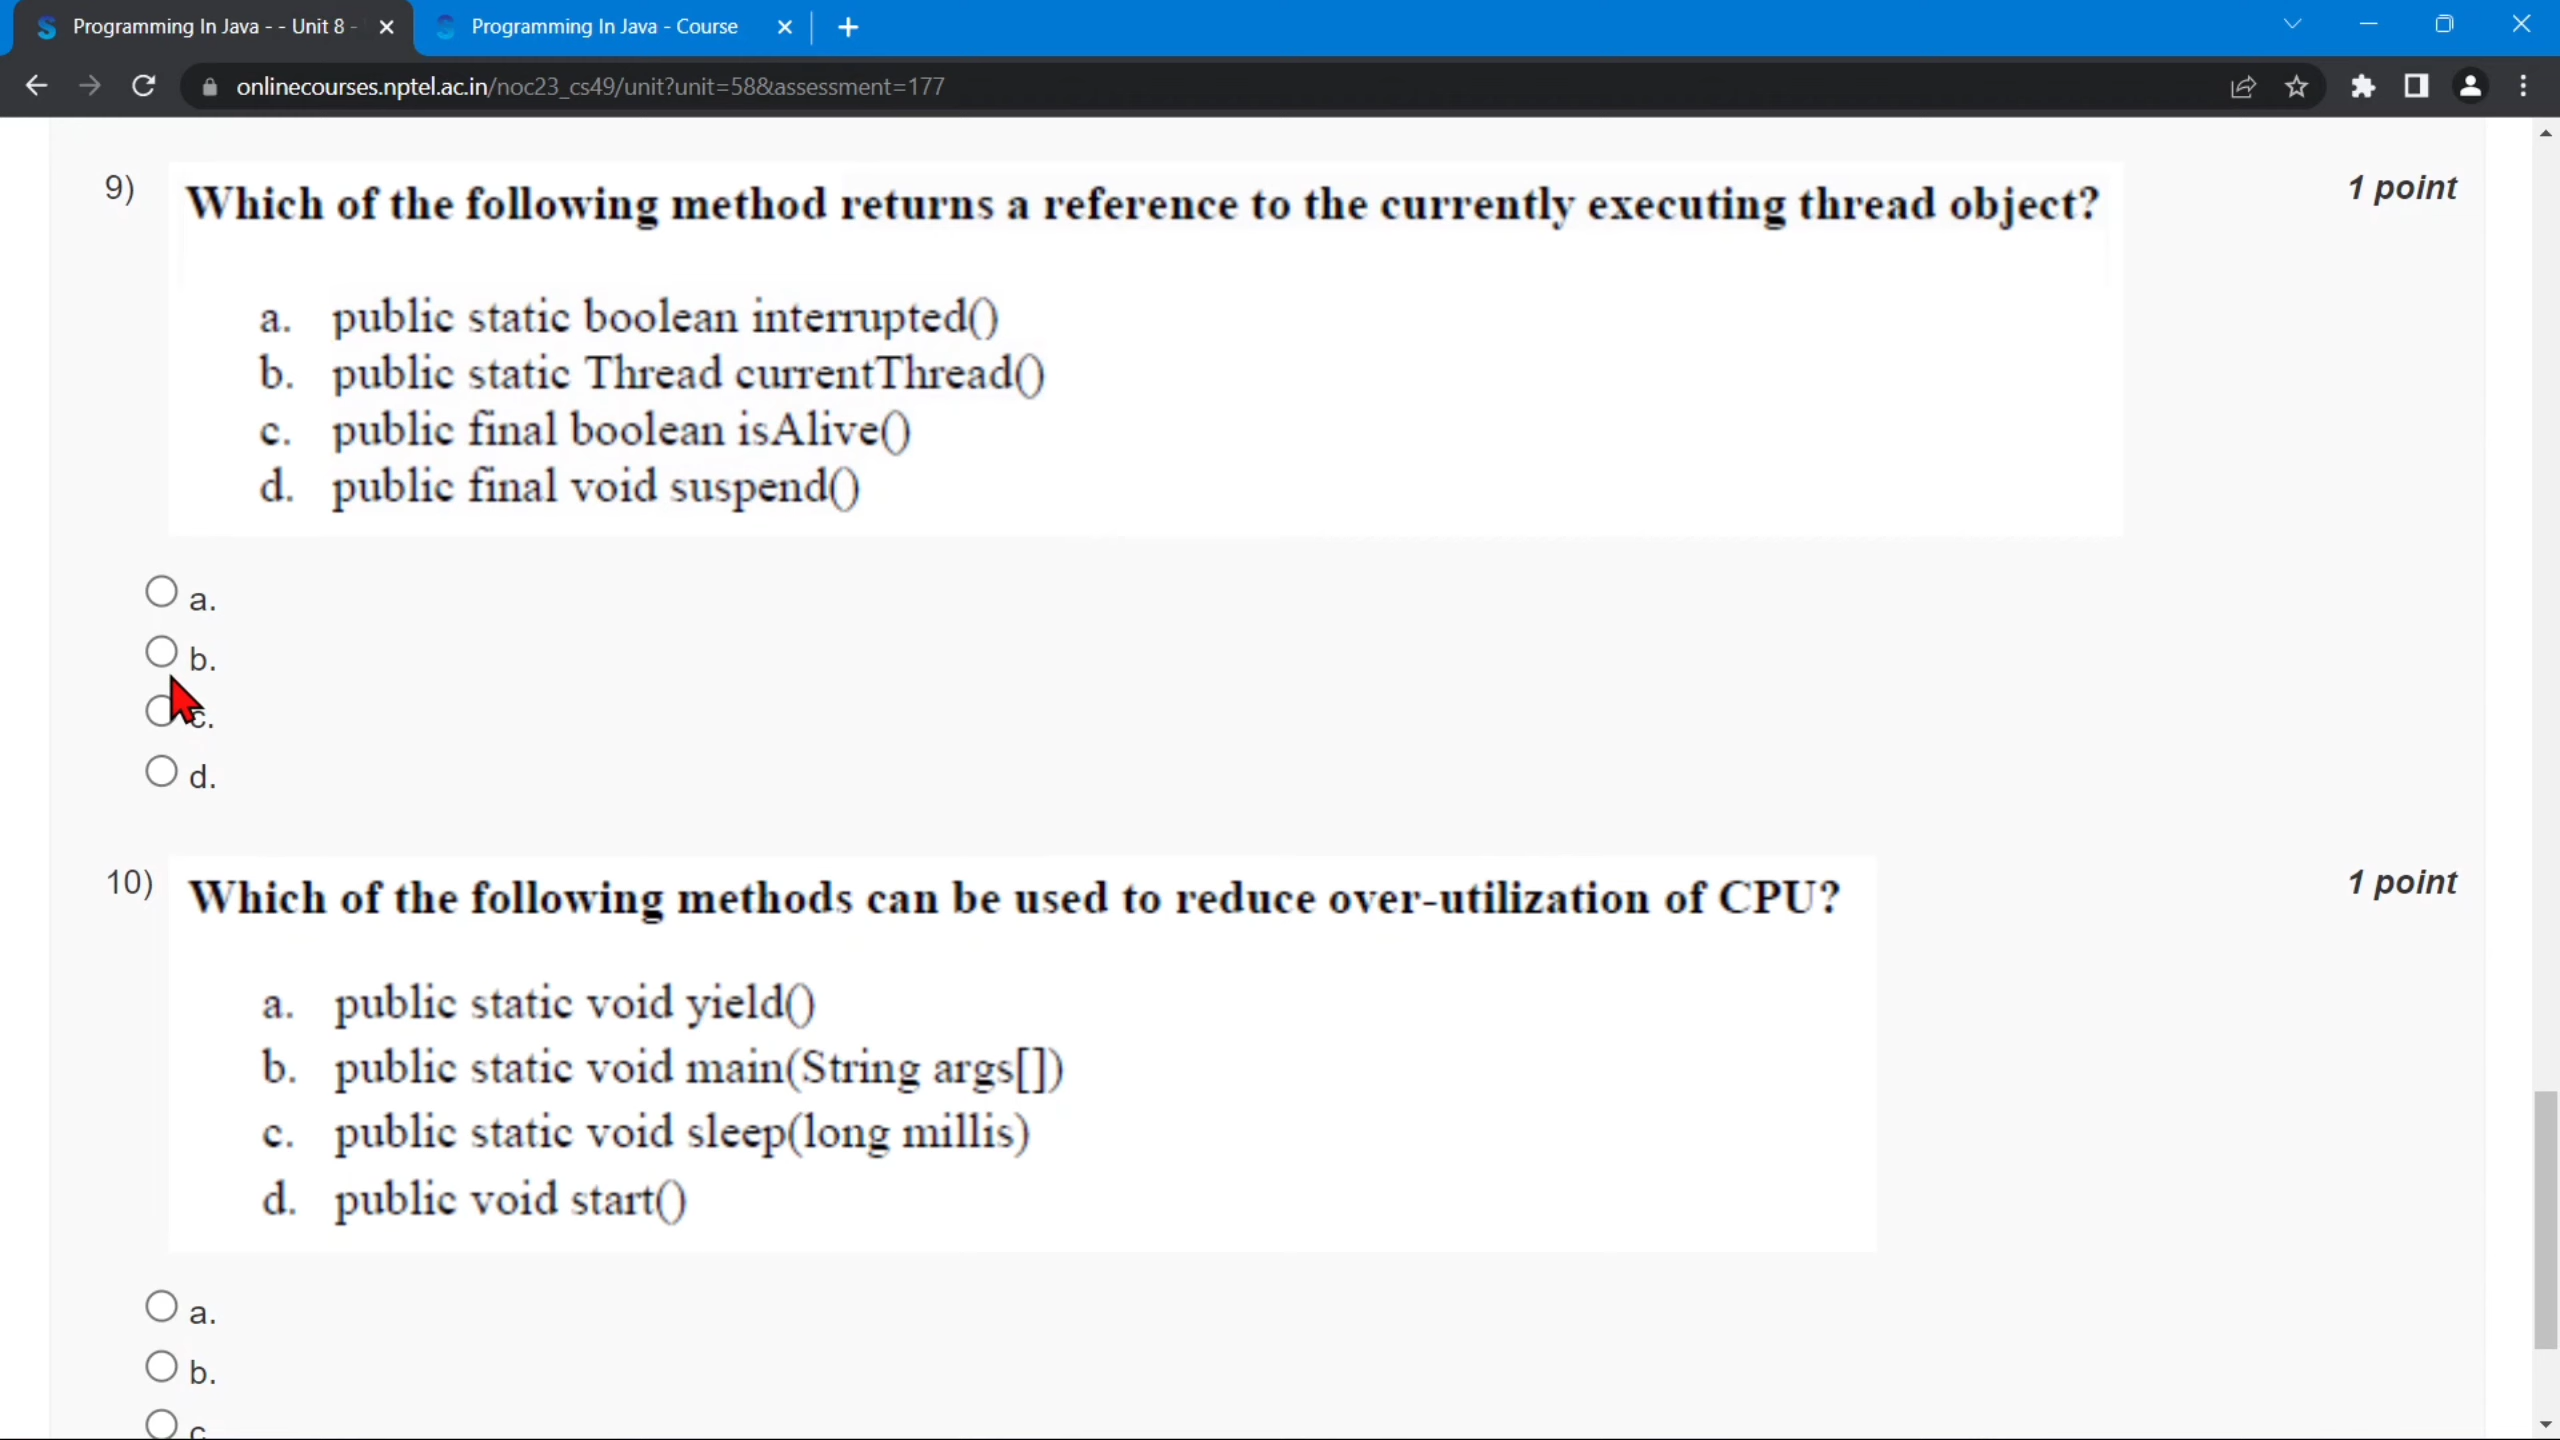 Programming In Java - - Unit 8 -
Programming In Java - Course
onlinecourses.nptel.ac.in/noc23_cs49/unit?unit=58&assessment=177
9) Which of the following method returns a reference to the currently executing thread object? 1 point
a. public static boolean interrupted()
b. public static Thread currentThread()
c. public final boolean isAlive()
d. public final void suspend()
a.
b.
c.
d.
10) Which of the following methods can be used to reduce over-utilization of CPU? 1 point
a. public static void yield()
b. public static void main(String args[])
c. public static void sleep(long millis)
d. public void start()
a.
b.
c